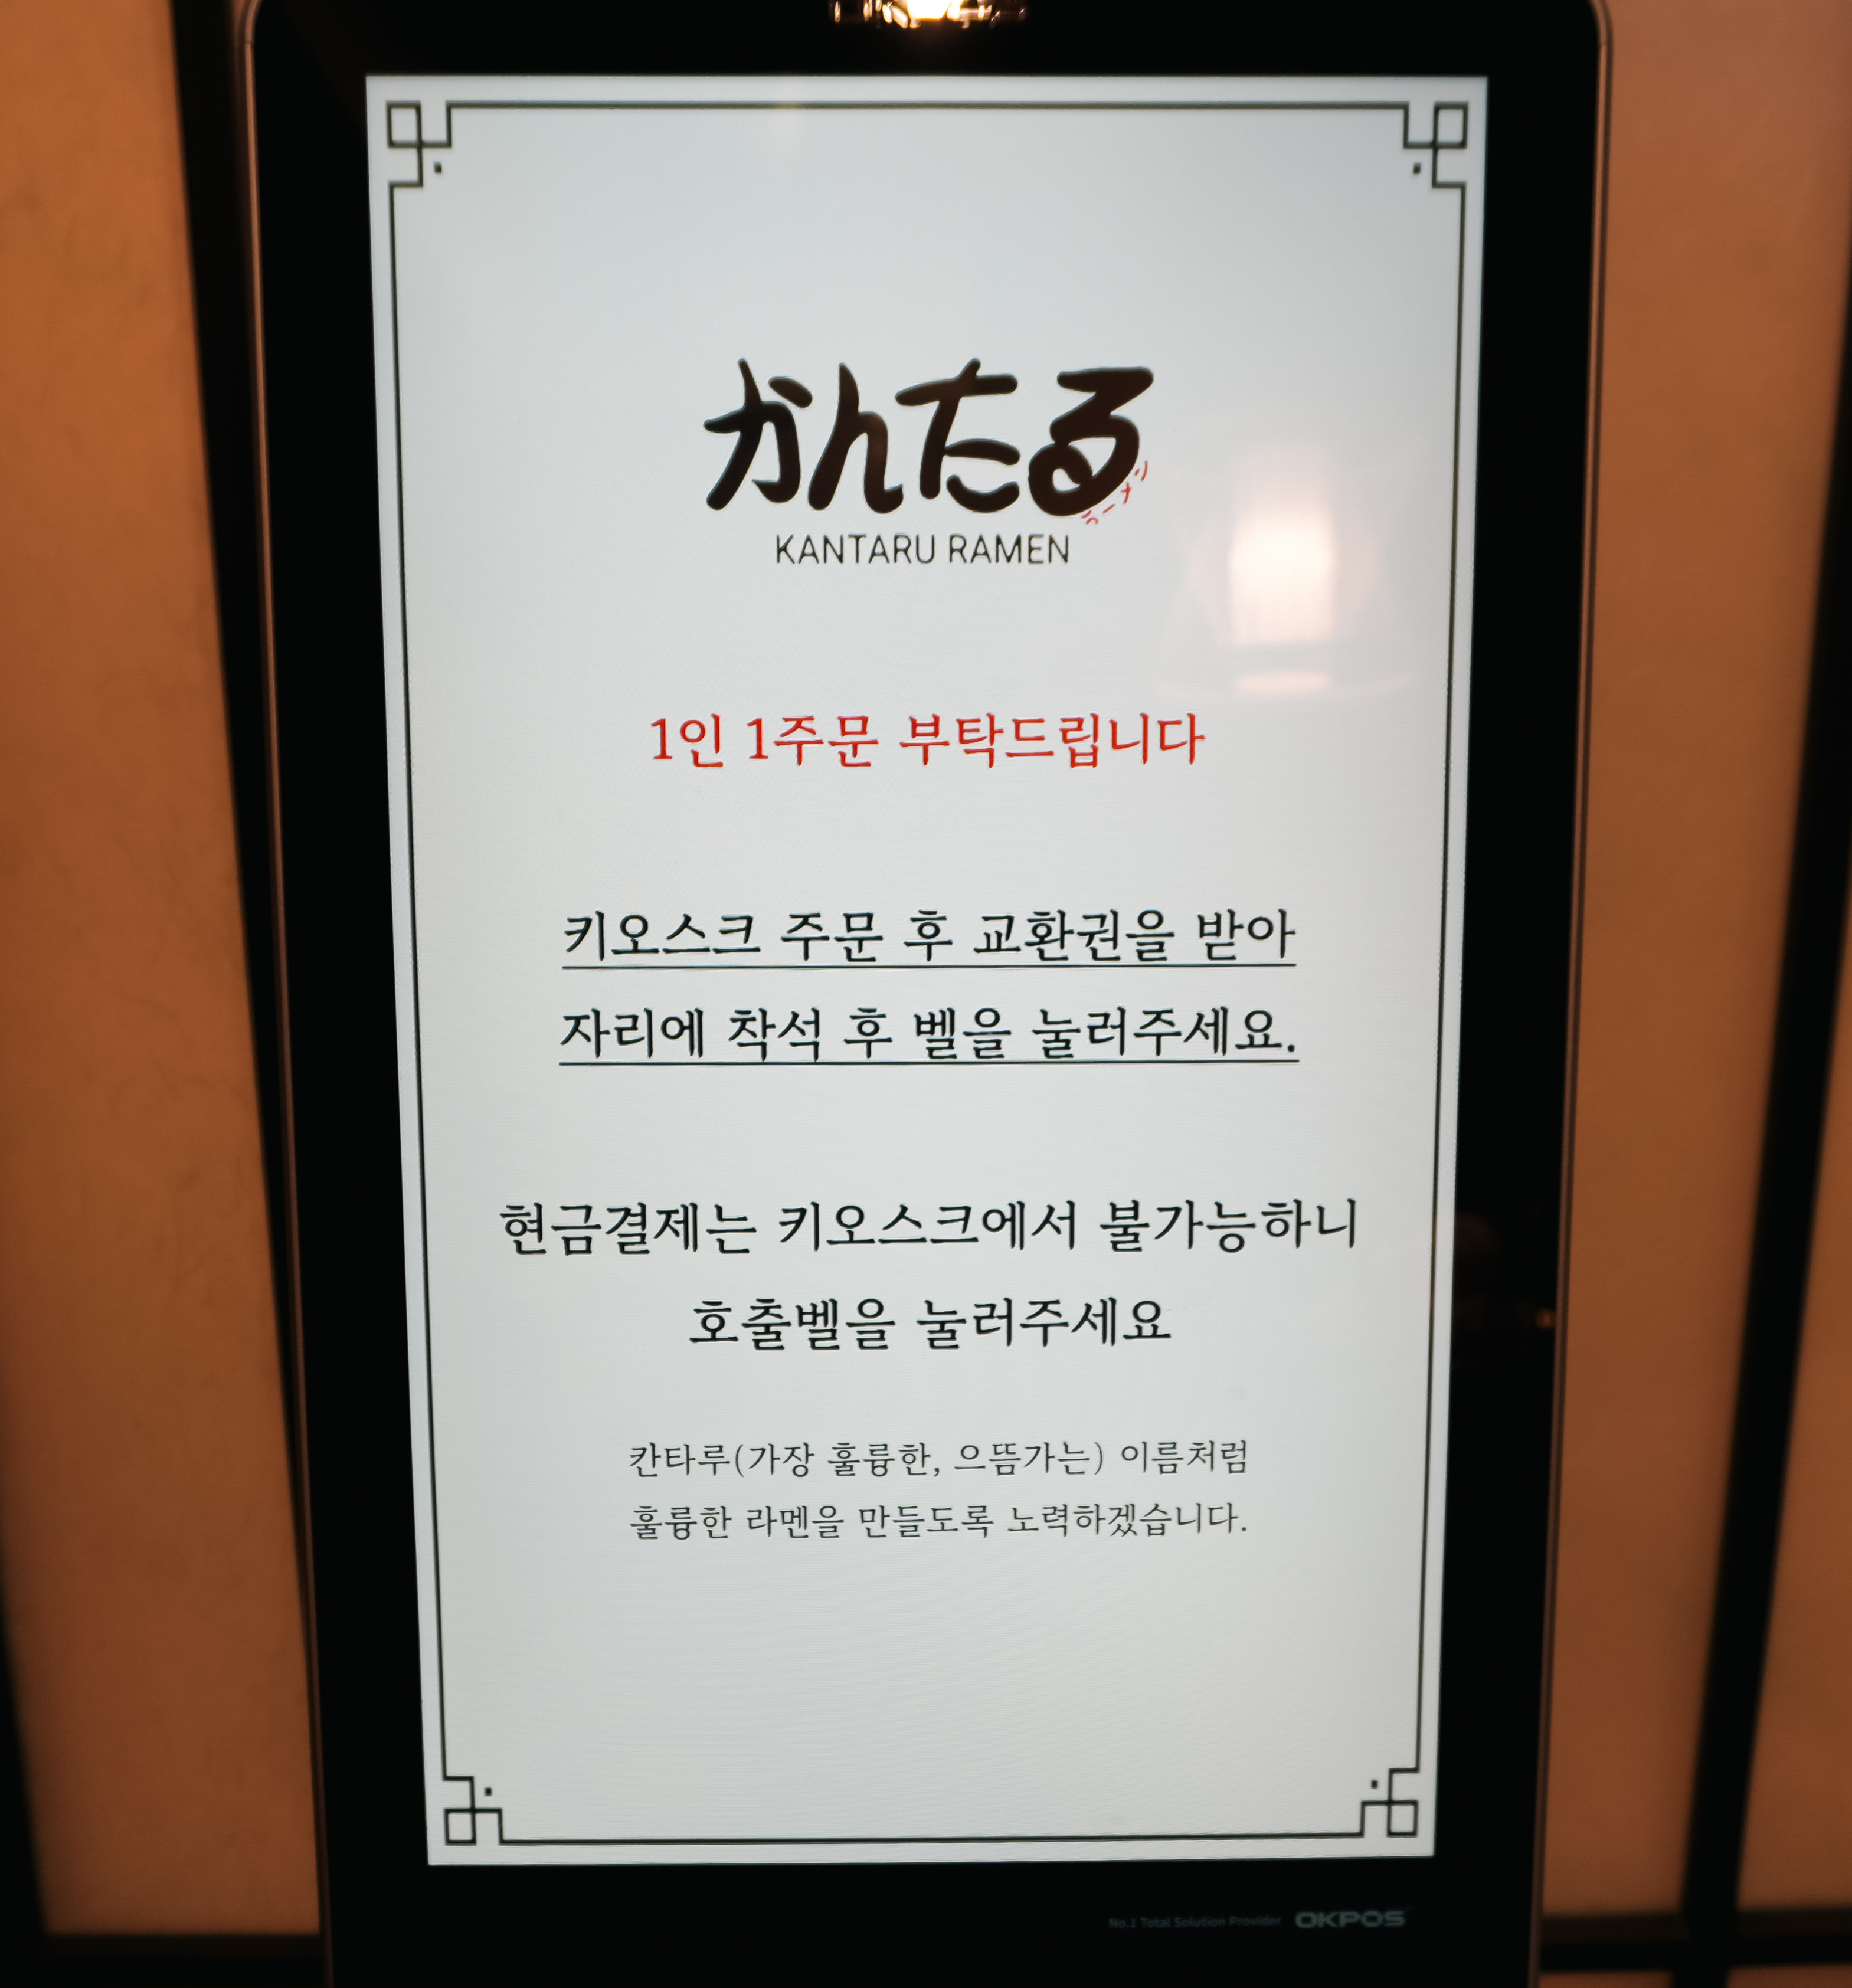 かんたる
ラーメン
KANTARU RAMEN
1인 1주문 부탁드립니다
키오스크 주문 후 교환권을 받아
자리에 착석 후 벨을 눌러주세요.
현금결제는 키오스크에서 불가능하니
호출벨을 눌러주세요
칸타루(가장 훌륭한, 으뜸가는) 이름처럼
훌륭한 라멘을 만들도록 노력하겠습니다.
No.1 Total Solution Provider OKPOS